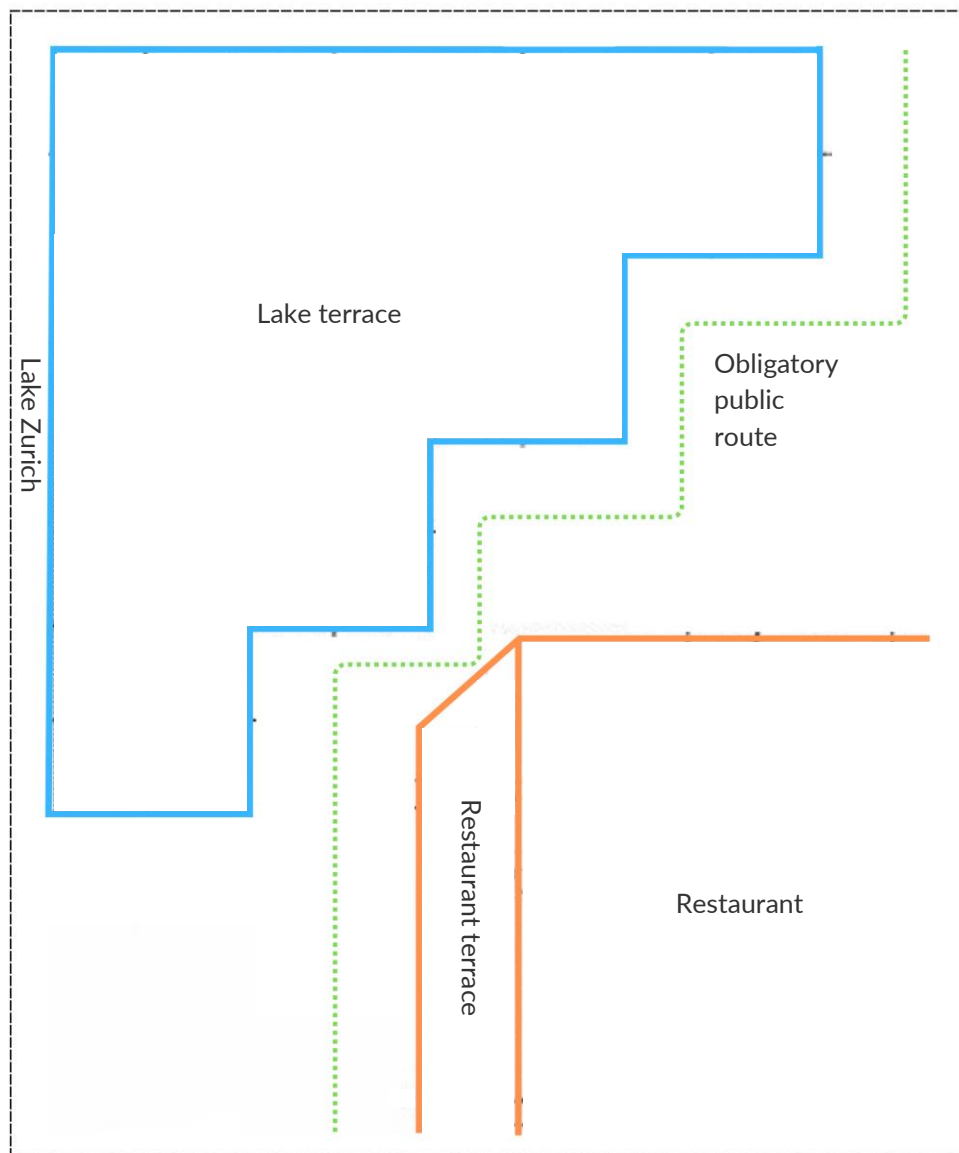 Lake terrace
Lake Zurich
Obligatory
public
route
Restaurant terrace
Restaurant